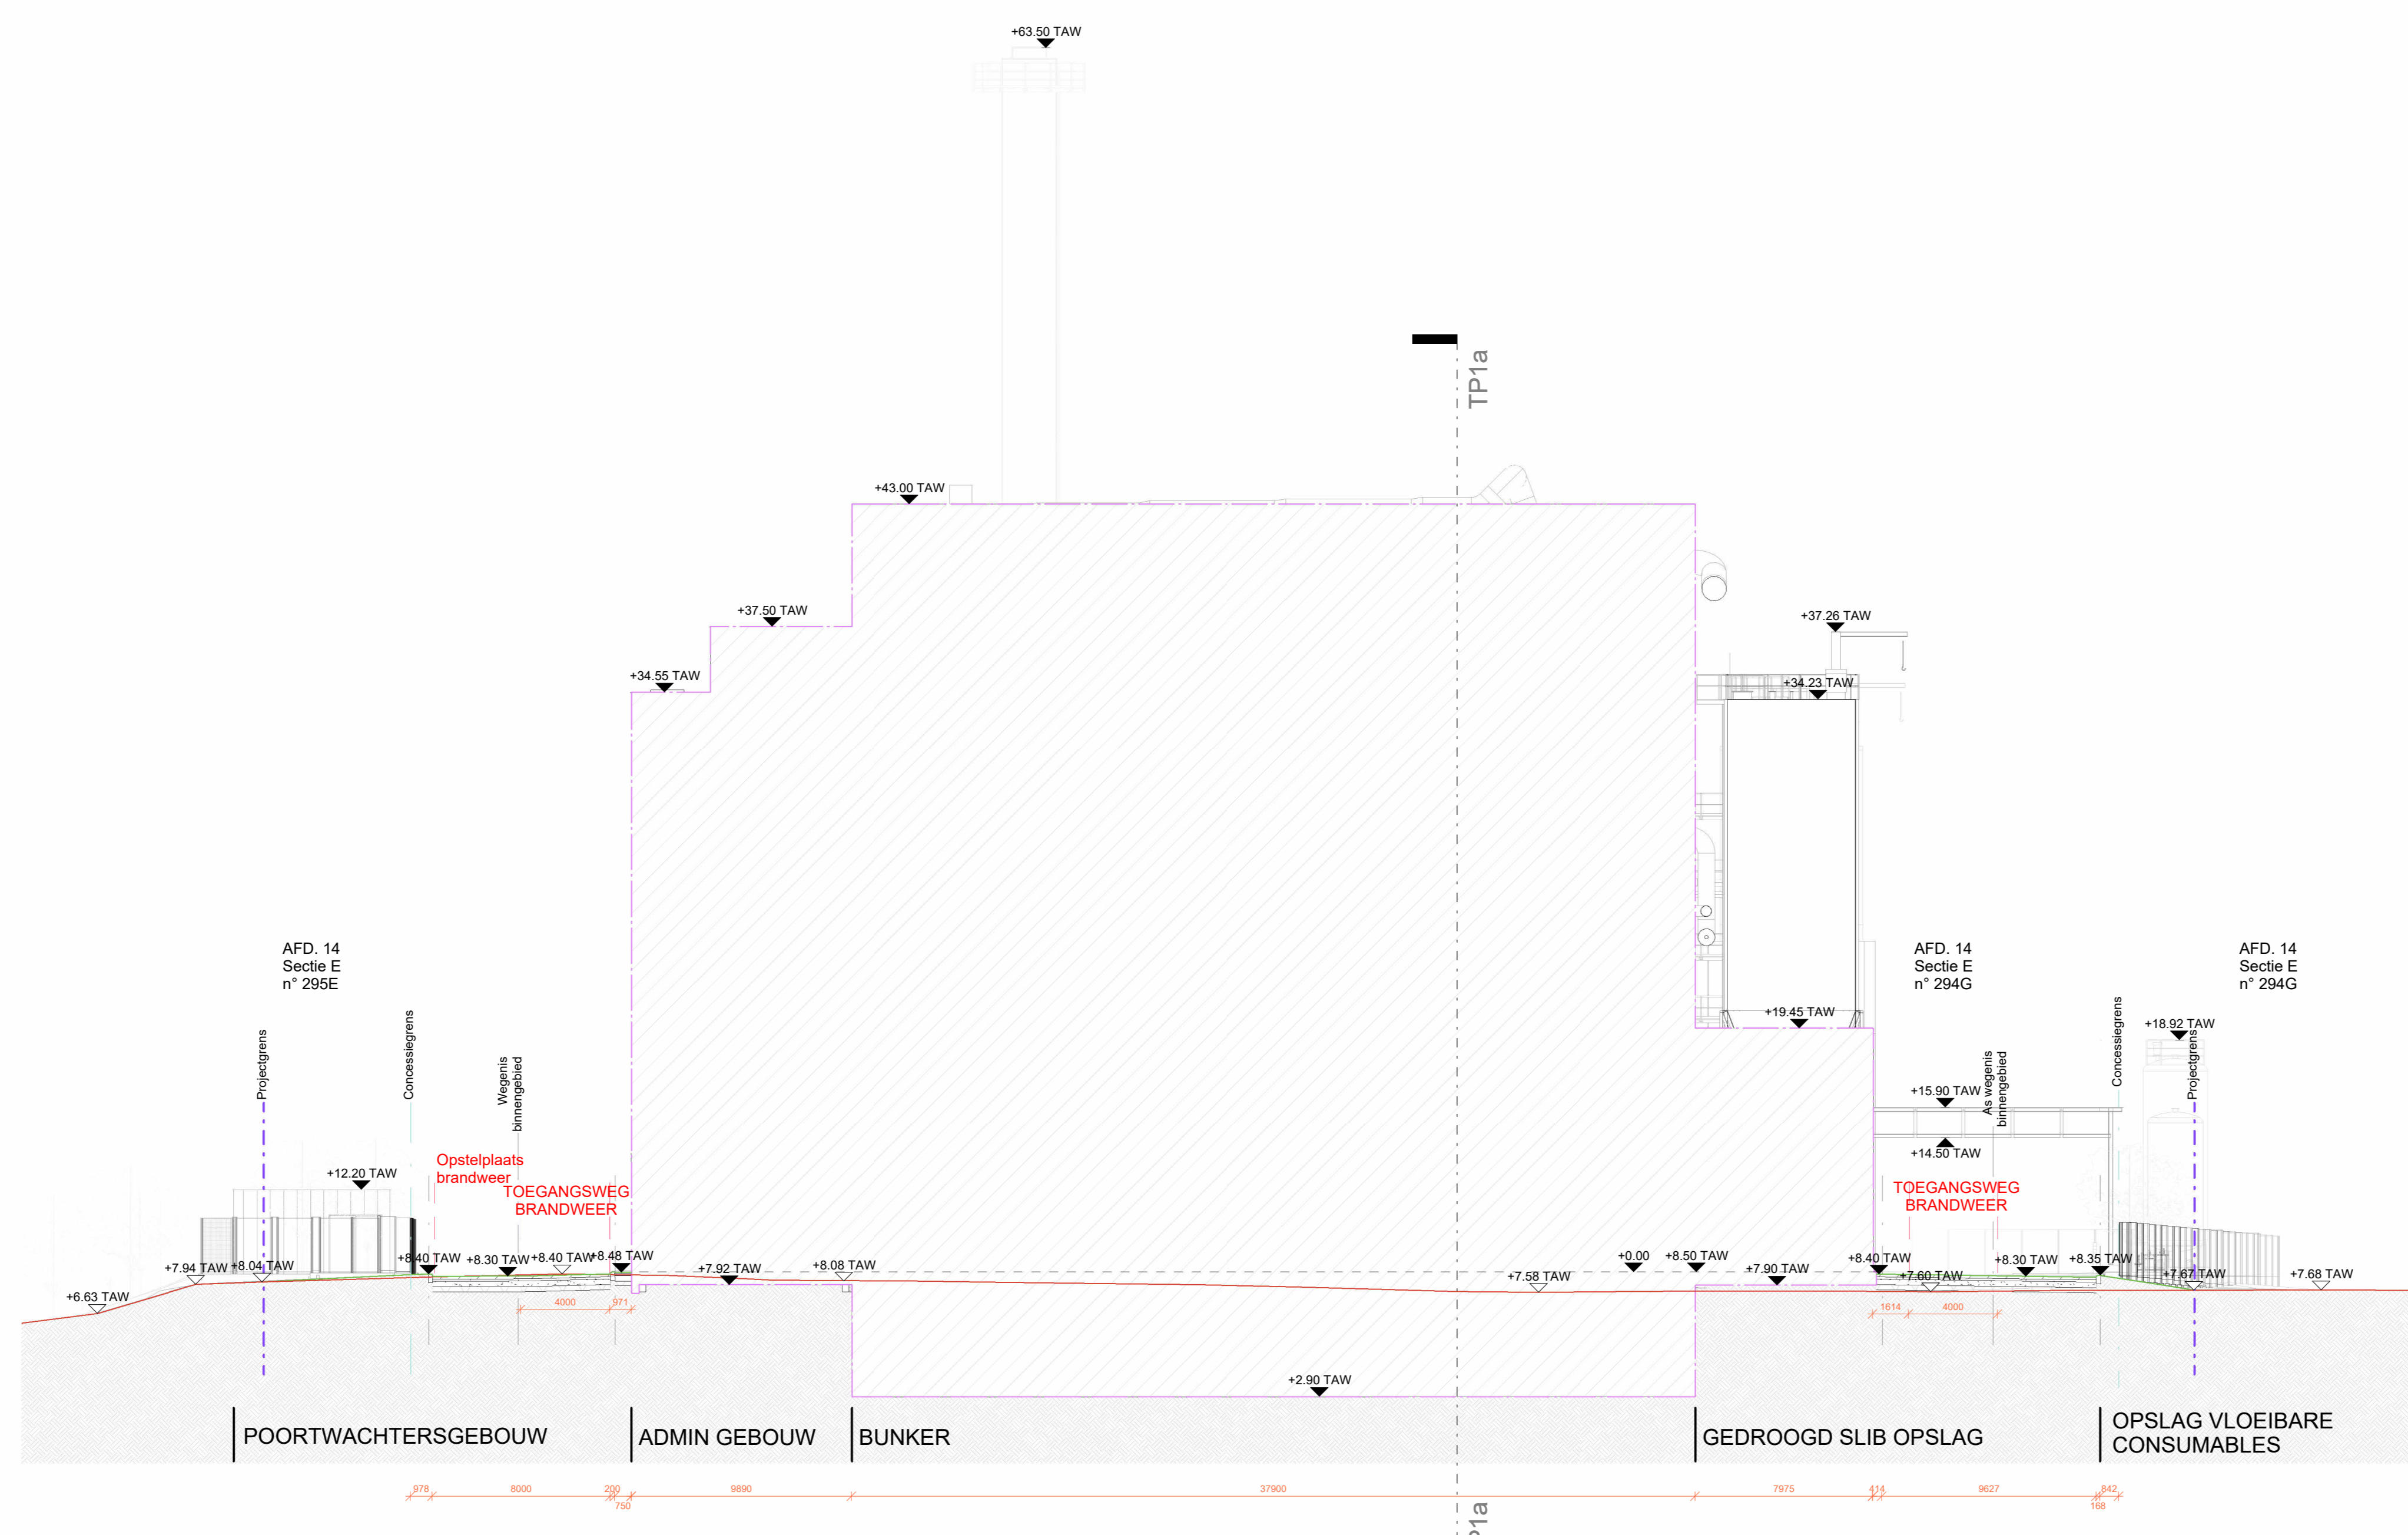 +63.50 TAW
TP1a
+43.00 TAW
+37.50 TAW
+37.26 TAW
+34.55 TAW
+34.23 TAW
AFD. 14
Sectie E
n° 295E
AFD. 14
Sectie E
n° 294G
AFD. 14
Sectie E
n° 294G
+19.45 TAW
+18.92 TAW
Projectgrens
Concessiegrens
Wegenis
binnengebied
As wegenis
binnengebied
Concessiegrens
Projectgrens
+15.90 TAW
+14.50 TAW
Opstelplaats
brandweer
+12.20 TAW
TOEGANGSWEG
BRANDWEER
TOEGANGSWEG
BRANDWEER
+6.63 TAW
+7.94 TAW
+8.04 TAW
+8.40 TAW
+8.30 TAW
+8.40 TAW
+8.48 TAW
+7.92 TAW
+8.08 TAW
+7.58 TAW
+0.00
+8.50 TAW
+7.90 TAW
+8.40 TAW
+7.60 TAW
+8.30 TAW
+8.35 TAW
+7.67 TAW
+7.68 TAW
4000
971
1614
4000
+2.90 TAW
POORTWACHTERSGEBOUW
ADMIN GEBOUW
BUNKER
GEDROOGD SLIB OPSLAG
OPSLAG VLOEIBARE
CONSUMABLES
978
8000
200
750
9890
37900
7975
414
9627
168
842